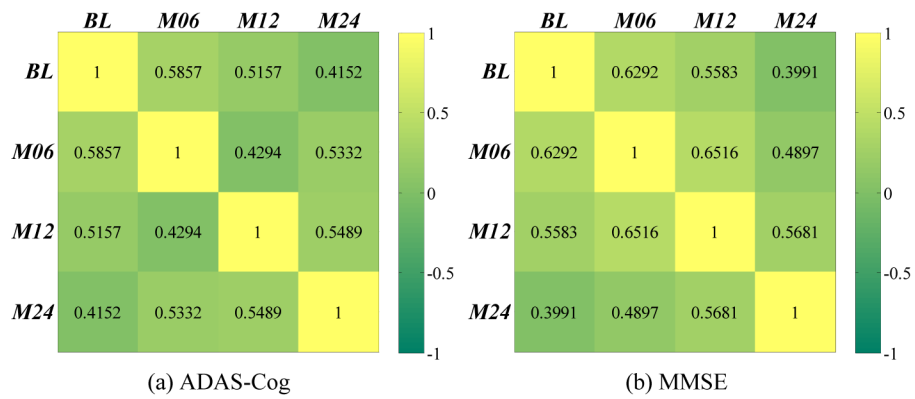 BL M06 M12 M24
BL 1 0.5857 0.5157 0.4152
M06 0.5857 1 0.4294 0.5332
M12 0.5157 0.4294 1 0.5489
M24 0.4152 0.5332 0.5489 1
1
0.5
0
-0.5
-1
(a) ADAS-Cog
BL M06 M12 M24
BL 1 0.6292 0.5583 0.3991
M06 0.6292 1 0.6516 0.4897
M12 0.5583 0.6516 1 0.5681
M24 0.3991 0.4897 0.5681 1
1
0.5
0
-0.5
-1
(b) MMSE